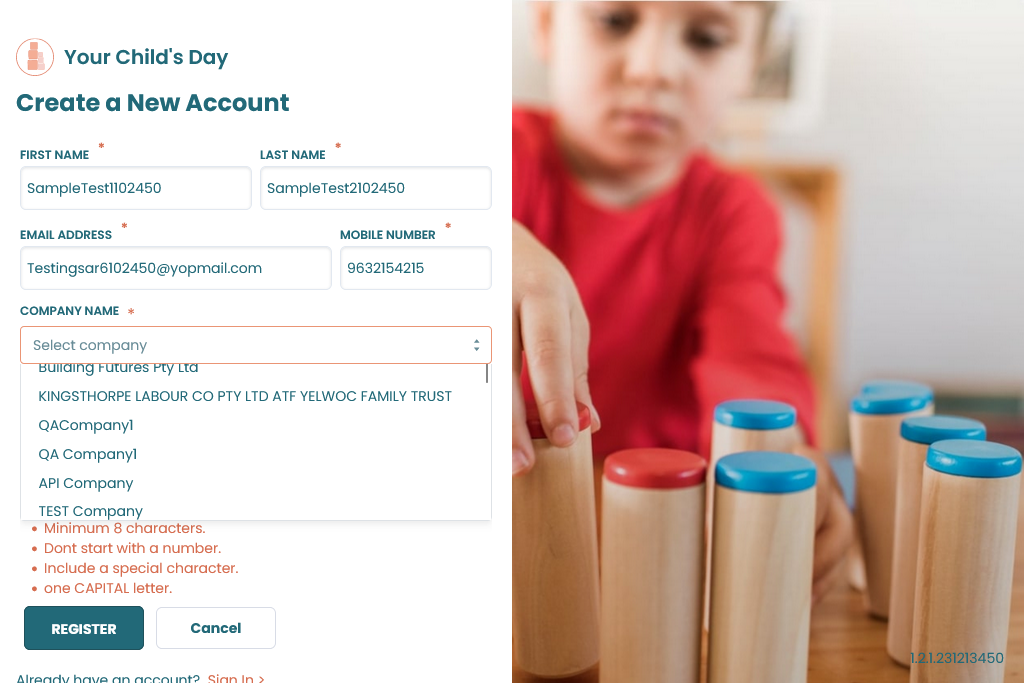 Your Child's Day
Create a New Account
FIRST NAME *
LAST NAME *
SampleTest1102450
SampleTest2102450
EMAIL ADDRESS *
MOBILE NUMBER *
Testingsar6102450@yopmail.com
9632154215
COMPANY NAME *
Select company
Building Futures Pty Ltd
KINGSTHORPE LABOUR CO PTY LTD ATF YELWOC FAMILY TRUST
QACompany1
QA Company1
API Company
TEST Company
• Minimum 8 characters.
• Dont start with a number.
• Include a special character.
• one CAPITAL letter.
REGISTER
Cancel
Already have an account? Sign In >
1.2.1.231213450